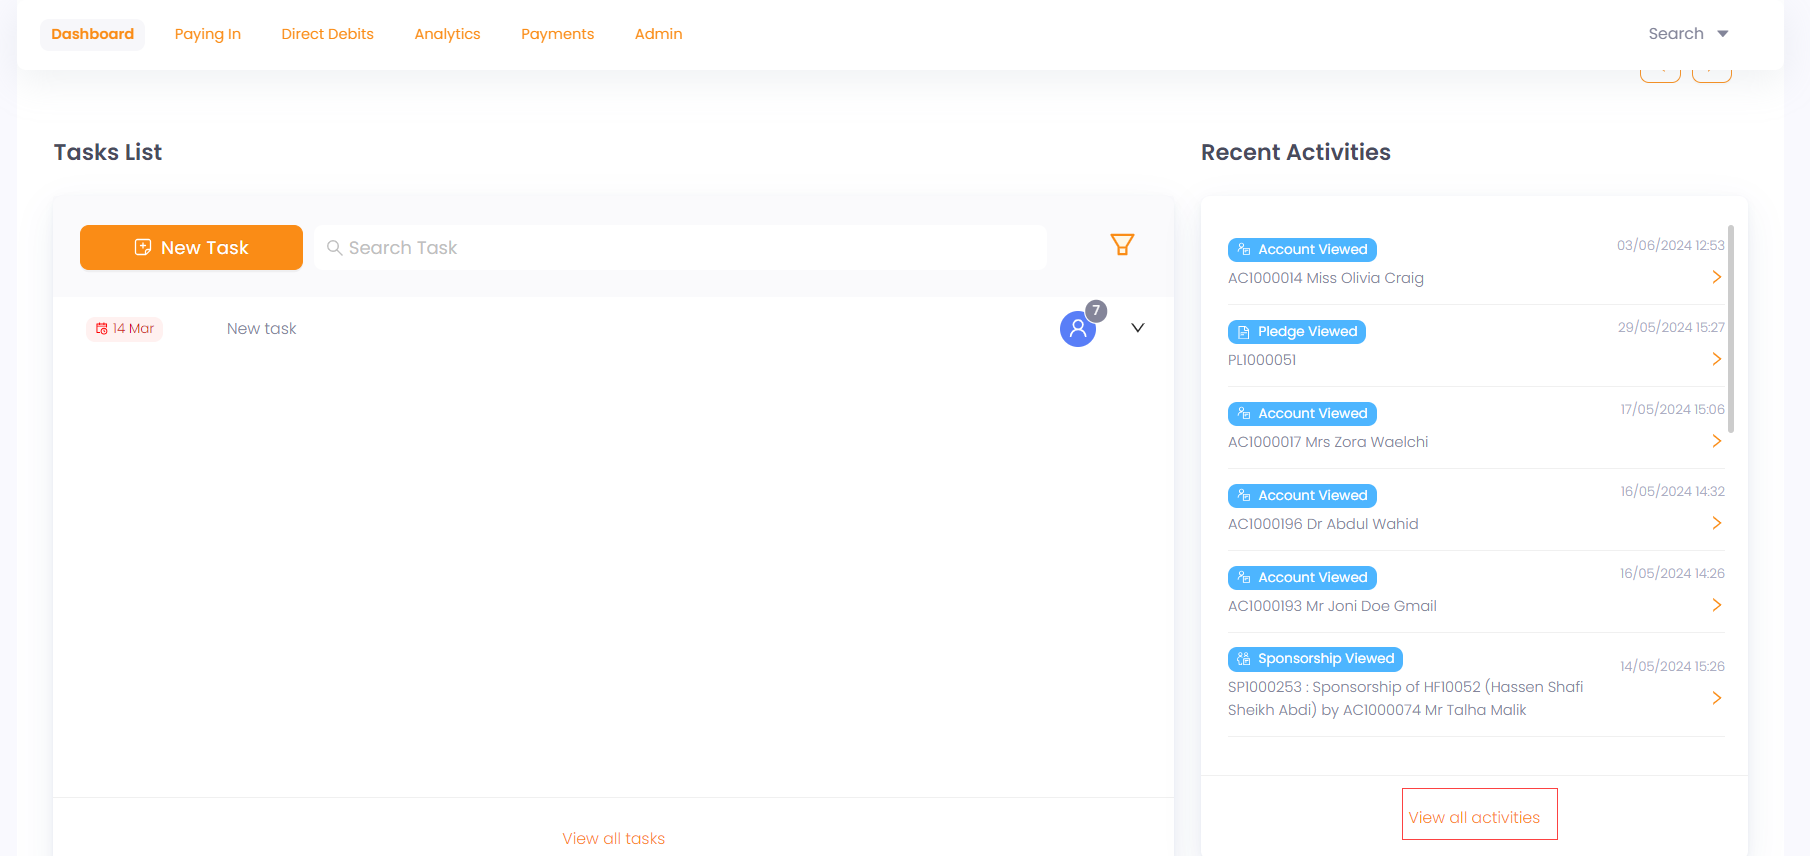 Dashboard Paying In Direct Debits Analytics Payments Admin Search
Tasks List
New Task Search Task
14 Mar New task 7
View all tasks
Recent Activities
Account Viewed 03/06/2024 12:53
AC1000014 Miss Olivia Craig
Pledge Viewed 29/05/2024 15:27
PL1000051
Account Viewed 17/05/2024 15:06
AC1000017 Mrs Zora Waelchi
Account Viewed 16/05/2024 14:32
AC1000196 Dr Abdul Wahid
Account Viewed 16/05/2024 14:26
AC1000193 Mr Joni Doe Gmail
Sponsorship Viewed 14/05/2024 15:26
SP1000253 : Sponsorship of HF10052 (Hassen Shafi
Sheikh Abdi) by AC1000074 Mr Talha Malik
View all activities